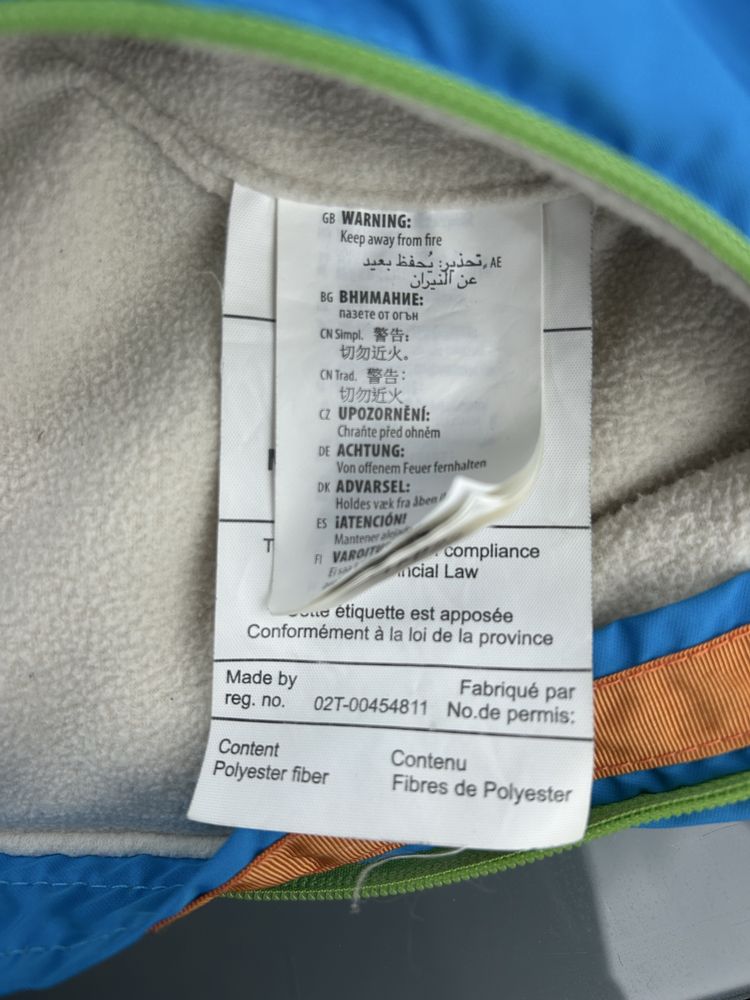 GB WARNING:
Keep away from fire
AE تحذير: يُحفظ بعيد
عن النيران
BG ВНИМАНИЕ:
пазете от огън
CN Simpl. 警告:
切勿近火。
CN Trad. 警告:
切勿近火
CZ UPOZORNĚNÍ:
Chraňte před ohněm
DE ACHTUNG:
Von offenem Feuer fernhalten
DK ADVARSEL:
Holdes væk fra åben
ES ¡ATENCIÓN!
Mantener
FI
compliance
Law
étiquette est apposée
Conformément à la loi de la province
Made by
reg. no. 02T-00454811
Fabriqué par
No.de permis:
Content
Polyester fiber
Contenu
Fibres de Polyester